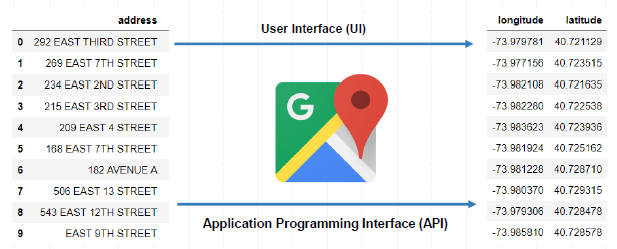 address
longitude latitude
User Interface (UI)
0 292 EAST THIRD STREET -73.979781 40.721129
1 269 EAST 7TH STREET -73.977156 40.723515
2 234 EAST 2ND STREET -73.982108 40.721635
3 215 EAST 3RD STREET -73.982280 40.722538
4 209 EAST 4 STREET -73.983623 40.723936
5 168 EAST 7TH STREET -73.981924 40.725162
6 182 AVENUE A -73.981228 40.728710
7 506 EAST 13 STREET -73.980370 40.729315
8 543 EAST 12TH STREET -73.979306 40.728478
9 EAST 9TH STREET -73.985810 40.728578
G
Application Programming Interface (API)